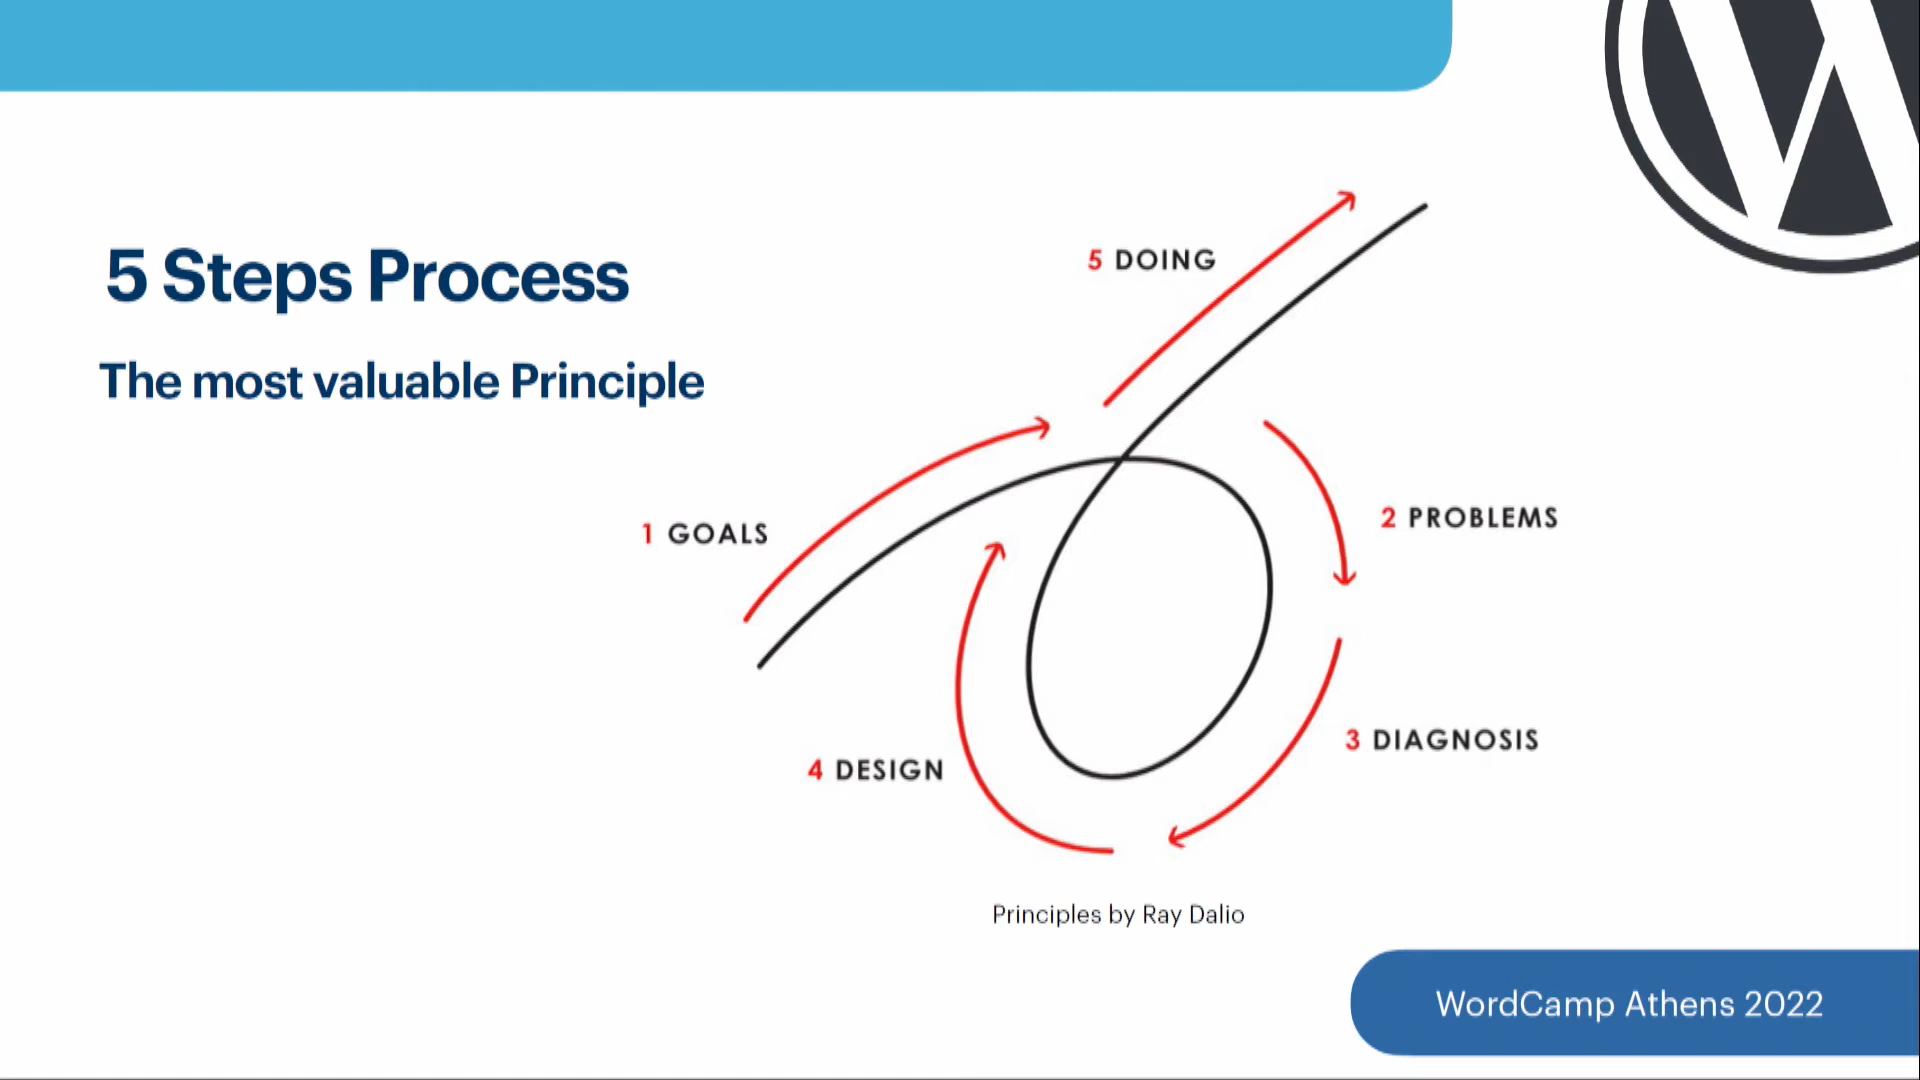 5 Steps Process
The most valuable Principle
5 DOING
1 GOALS
2 PROBLEMS
3 DIAGNOSIS
4 DESIGN
Principles by Ray Dalio
WordCamp Athens 2022